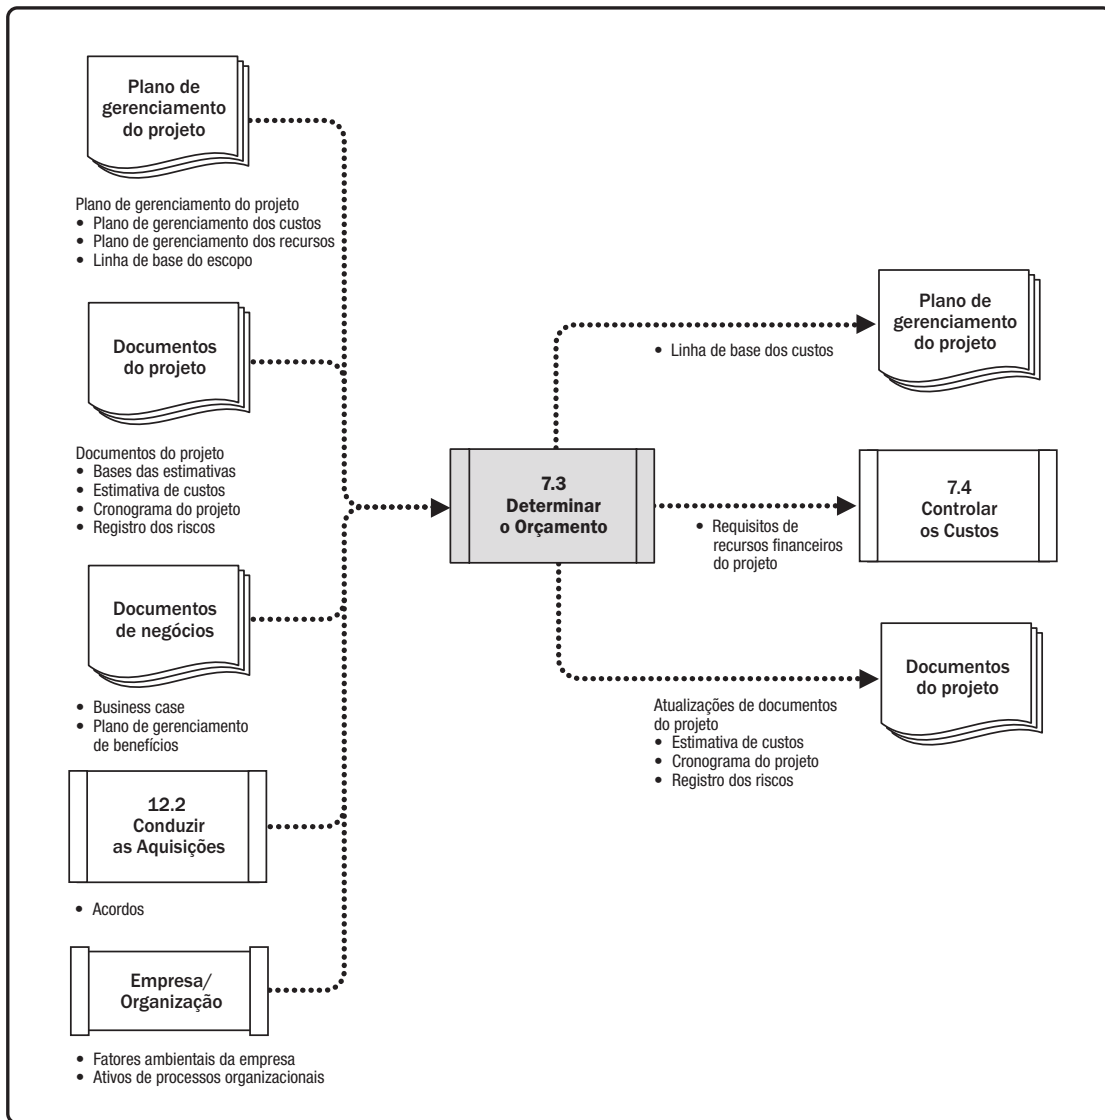 Plano de
gerenciamento
do projeto
Plano de gerenciamento do projeto
• Plano de gerenciamento dos custos
• Plano de gerenciamento dos recursos
• Linha de base do escopo
Documentos
do projeto
Documentos do projeto
• Bases das estimativas
• Estimativa de custos
• Cronograma do projeto
• Registro dos riscos
Documentos
de negócios
• Business case
• Plano de gerenciamento
de benefícios
12.2
Conduzir
as Aquisições
• Acordos
Empresa/
Organização
• Fatores ambientais da empresa
• Ativos de processos organizacionais
7.3
Determinar
o Orçamento
• Linha de base dos custos
Plano de
gerenciamento
do projeto
• Requisitos de
recursos financeiros
do projeto
7.4
Controlar
os Custos
Atualizações de documentos
do projeto
• Estimativa de custos
• Cronograma do projeto
• Registro dos riscos
Documentos
do projeto